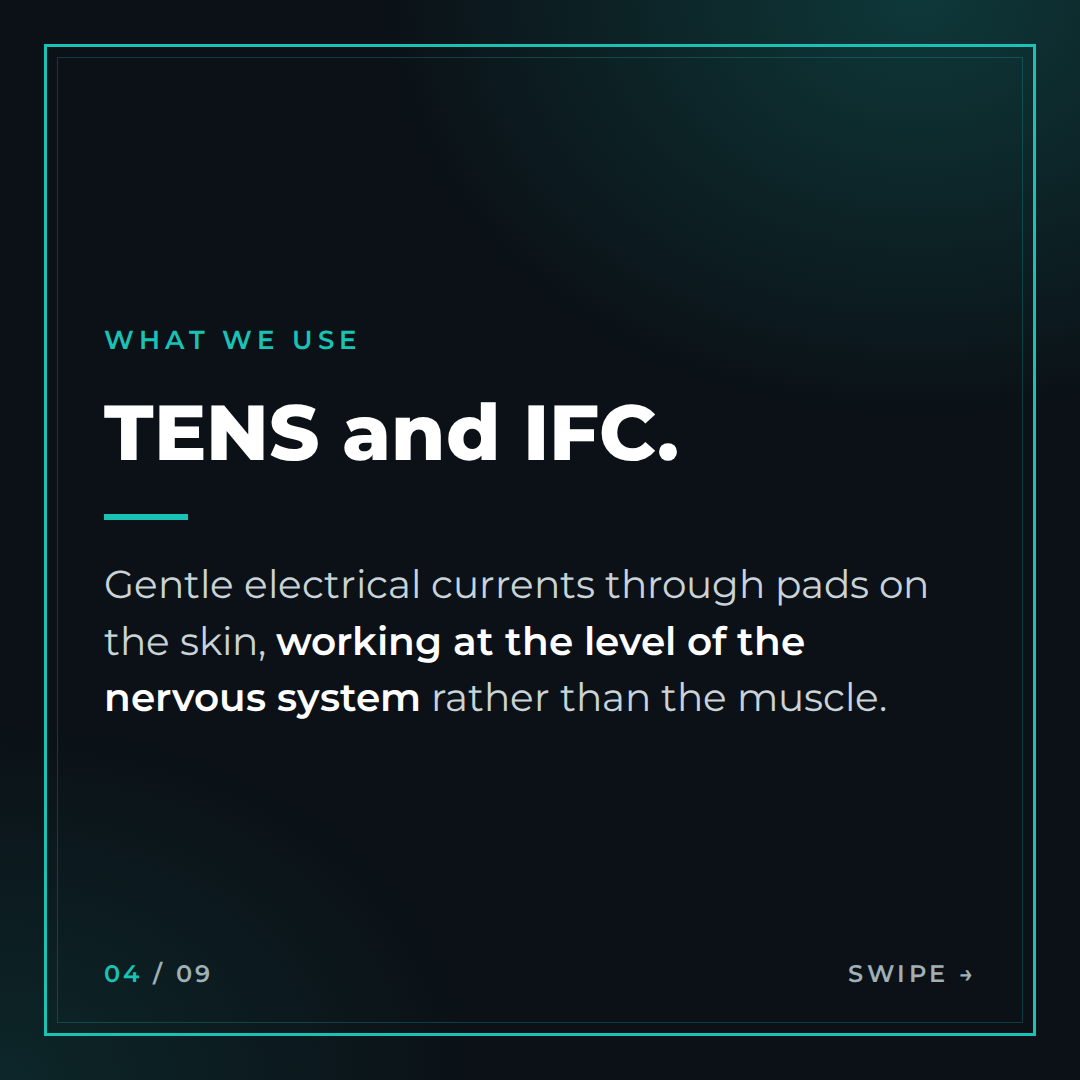 WHAT WE USE
TENS and IFC.
Gentle electrical currents through pads on
the skin, working at the level of the
nervous system rather than the muscle.
04 / 09
SWIPE →